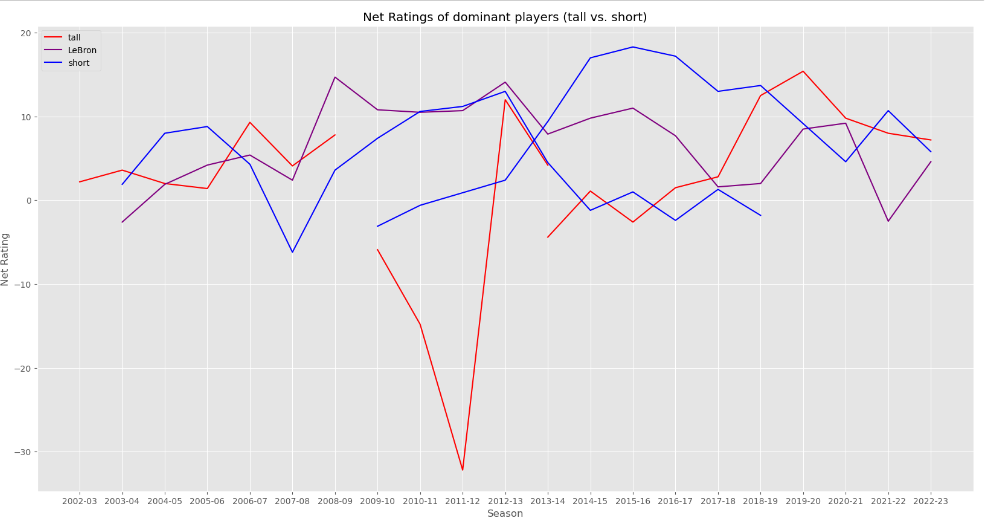 Net Ratings of dominant players (tall vs. short)
tall
LeBron
short
20
10
0
−10
−20
−30
Net Rating
2002-03 2003-04 2004-05 2005-06 2006-07 2007-08 2008-09 2009-10 2010-11 2011-12 2012-13 2013-14 2014-15 2015-16 2016-17 2017-18 2018-19 2019-20 2020-21 2021-22 2022-23
Season